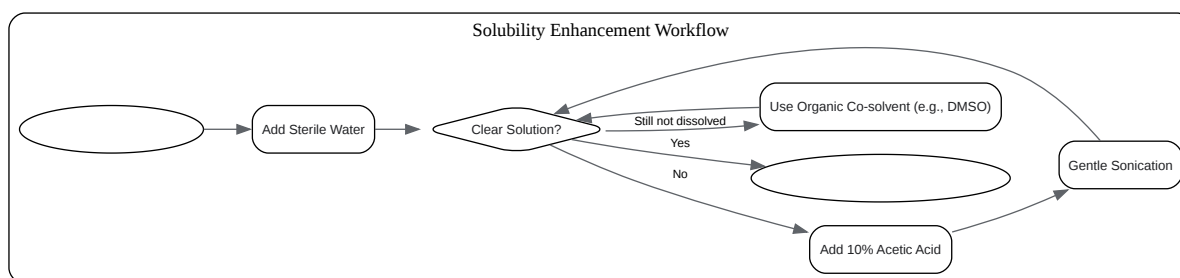 Solubility Enhancement Workflow
Add Sterile Water
Clear Solution?
Still not dissolved
Use Organic Co-solvent (e.g., DMSO)
Yes
No
Add 10% Acetic Acid
Gentle Sonication